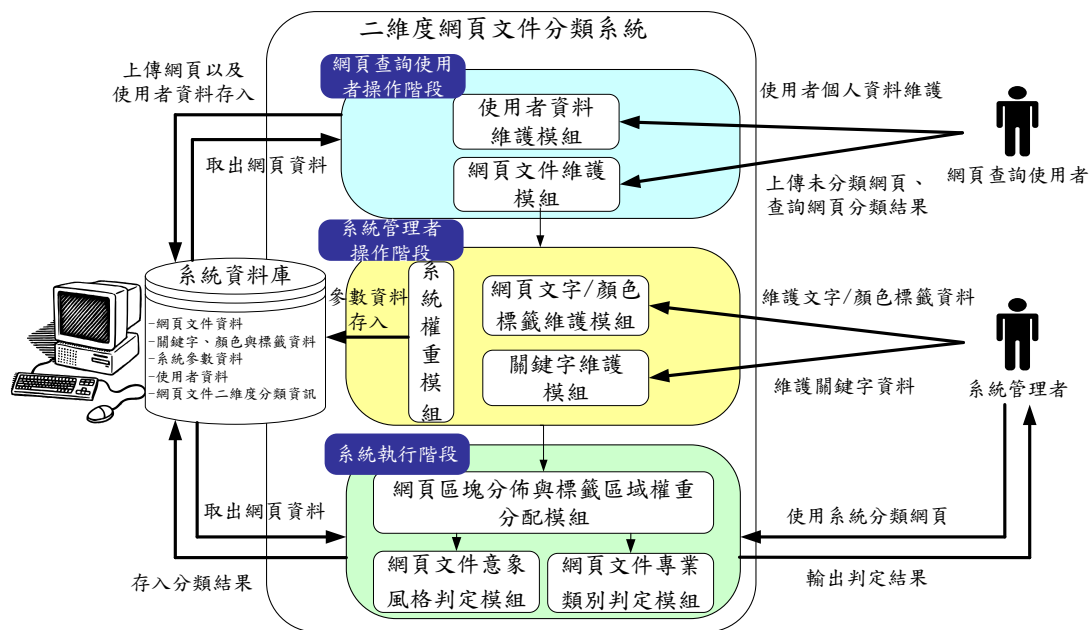 二維度網頁文件分類系統
網頁查詢使用
者操作階段
上傳網頁以及
使用者資料存入
取出網頁資料
使用者資料
維護模組
網頁文件維護
模組
使用者個人資料維護
上傳未分類網頁、
查詢網頁分類結果
網頁查詢使用者
系統管理者
操作階段
系統資料庫
-網頁文件資料
-關鍵字、顏色與標籤資料
-系統參數資料
-使用者資料
-網頁文件二維度分類資訊
參數資料
存入
系
統
權
重
模
組
網頁文字/顏色
標籤維護模組
關鍵字維護
模組
維護文字/顏色標籤資料
維護關鍵字資料
系統管理者
系統執行階段
網頁區塊分佈與標籤區域權重
分配模組
網頁文件意象
風格判定模組
網頁文件專業
類別判定模組
取出網頁資料
存入分類結果
使用系統分類網頁
輸出判定結果